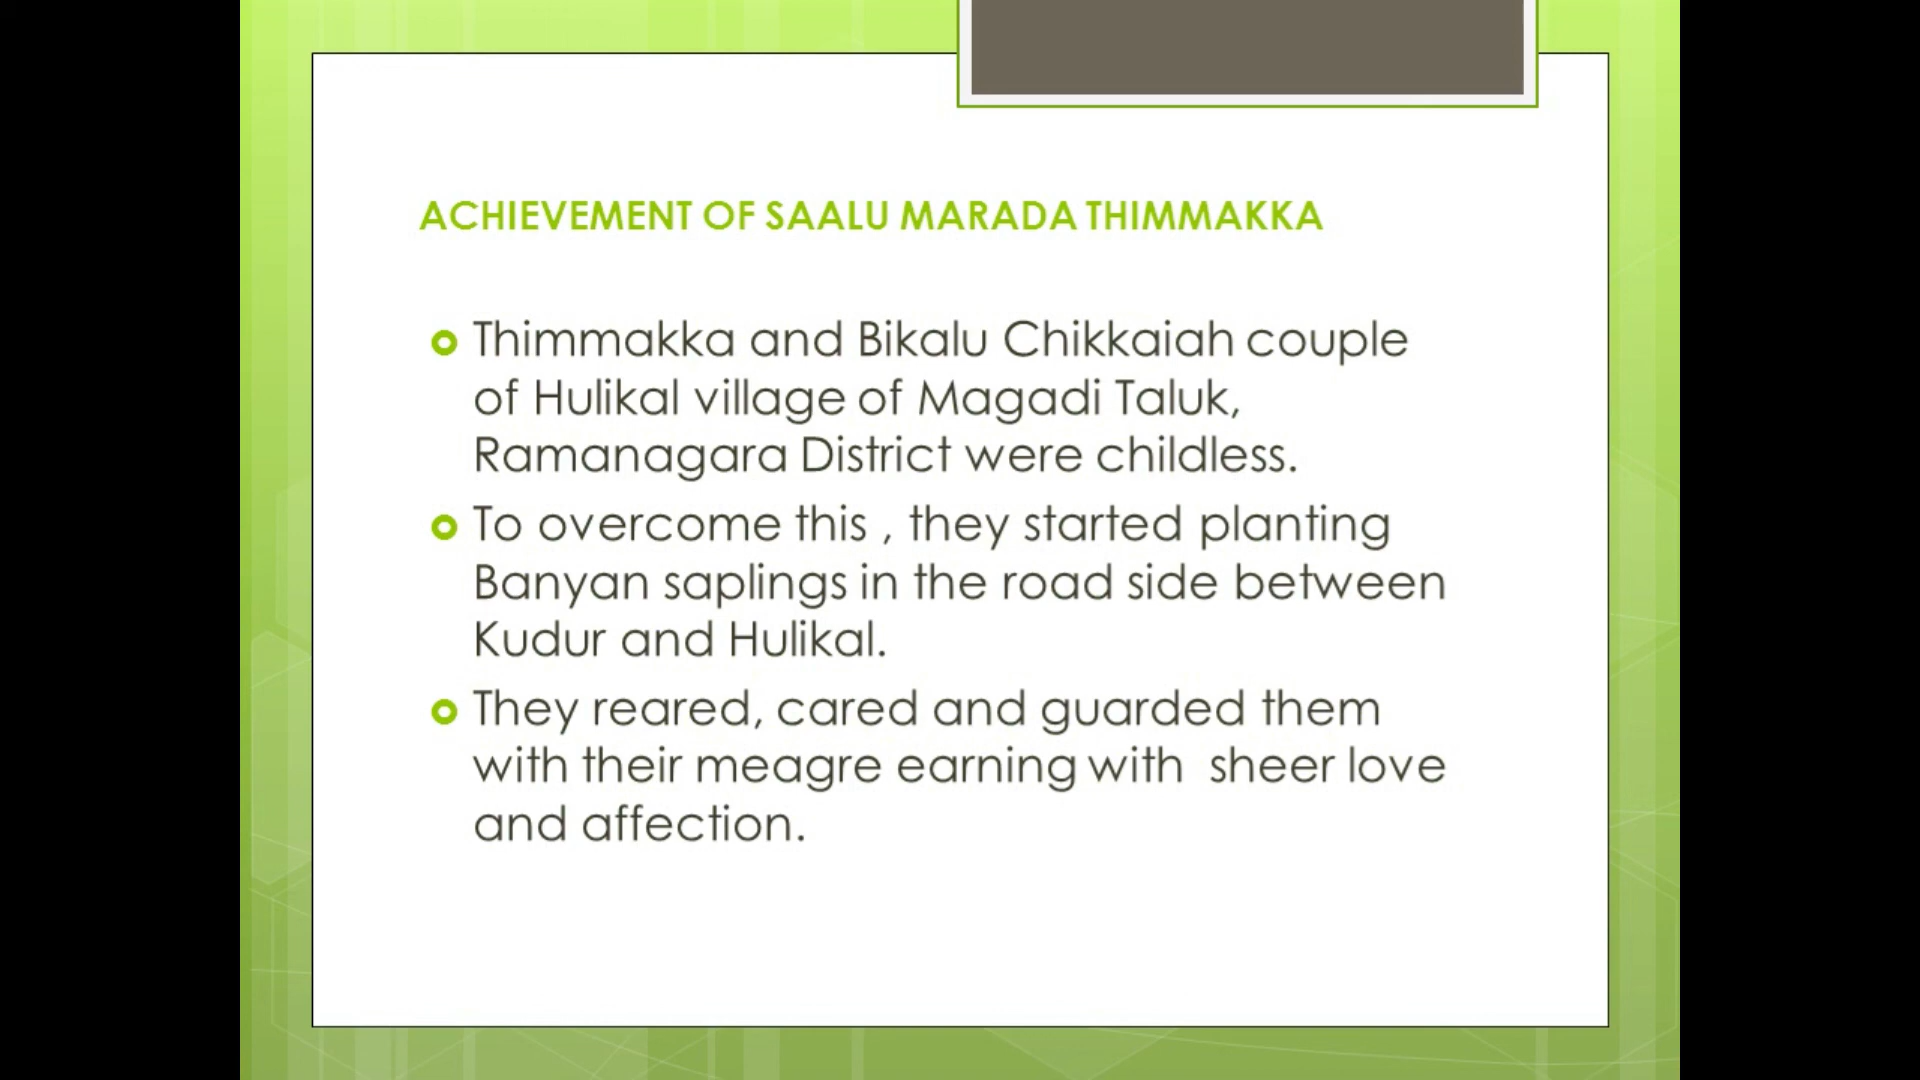 ACHIEVEMENT OF SAALU MARADA THIMMAKKA
Thimmakka and Bikalu Chikkaiah couple
of Hulikal village of Magadi Taluk,
Ramanagara District were childless.
To overcome this , they started planting
Banyan saplings in the road side between
Kudur and Hulikal.
They reared, cared and guarded them
with their meagre earning with  sheer love
and affection.